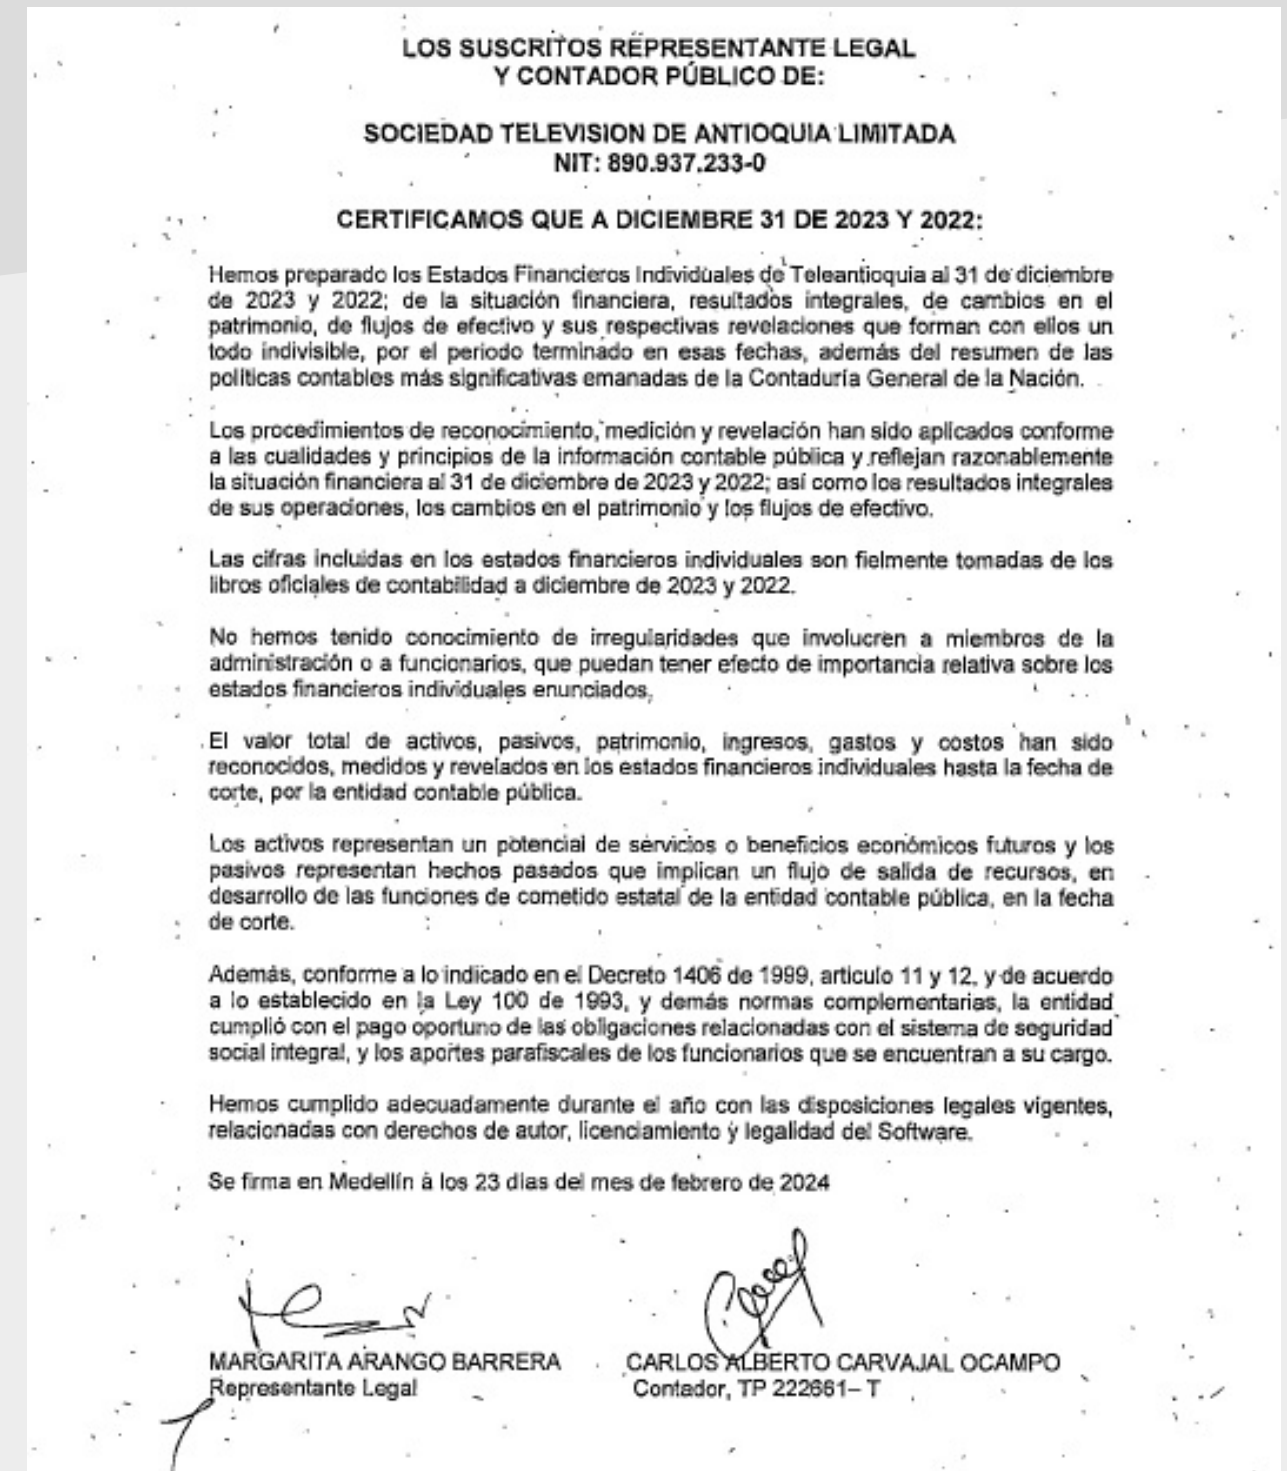 LOS SUSCRITOS REPRESENTANTE LEGAL
Y CONTADOR PÚBLICO DE:
SOCIEDAD TELEVISION DE ANTIOQUIA LIMITADA
NIT: 890.937.233-0
CERTIFICAMOS QUE A DICIEMBRE 31 DE 2023 Y 2022:
Hemos preparado los Estados Financieros Individuales de Teleantioquia al 31 de diciembre
de 2023 y 2022; de la situación financiera, resultados integrales, de cambios en el
patrimonio, de flujos de efectivo y sus respectivas revelaciones que forman con ellos un
todo indivisible, por el periodo terminado en esas fechas, además del resumen de las
políticas contables más significativas emanadas de la Contaduría General de la Nación.
Los procedimientos de reconocimiento, medición y revelación han sido aplicados conforme
a las cualidades y principios de la información contable pública y reflejan razonablemente
la situación financiera al 31 de diciembre de 2023 y 2022; así como los resultados integrales
de sus operaciones, los cambios en el patrimonio y los flujos de efectivo.
Las cifras incluidas en los estados financieros individuales son fielmente tomadas de los
libros oficiales de contabilidad a diciembre de 2023 y 2022.
No hemos tenido conocimiento de irregularidades que involucren a miembros de la
administración o a funcionarios, que puedan tener efecto de importancia relativa sobre los
estados financieros individuales enunciados.
El valor total de activos, pasivos, patrimonio, ingresos, gastos y costos han sido
reconocidos, medidos y revelados en los estados financieros individuales hasta la fecha de
corte, por la entidad contable pública.
Los activos representan un potencial de servicios o beneficios económicos futuros y los
pasivos representan hechos pasados que implican un flujo de salida de recursos, en
desarrollo de las funciones de cometido estatal de la entidad contable pública, en la fecha
de corte.
Además, conforme a lo indicado en el Decreto 1406 de 1999, articulo 11 y 12, y de acuerdo
a lo establecido en la Ley 100 de 1993, y demás normas complementarias, la entidad
cumplió con el pago oportuno de las obligaciones relacionadas con el sistema de seguridad
social integral, y los aportes parafiscales de los funcionarios que se encuentran a su cargo.
Hemos cumplido adecuadamente durante el año con las disposiciones legales vigentes,
relacionadas con derechos de autor, licenciamiento y legalidad del Software.
Se firma en Medellín a los 23 días del mes de febrero de 2024
MARGARITA ARANGO BARRERA CARLOS ALBERTO CARVAJAL OCAMPO
Representante Legal Contador, TP 222661– T